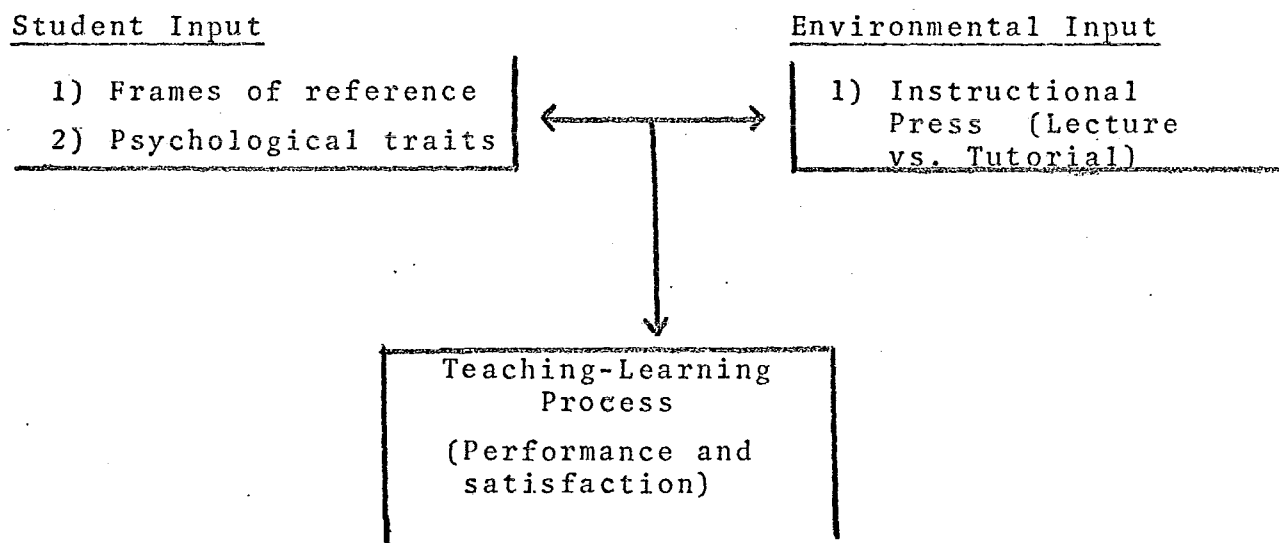 Student Input
1) Frames of reference
2) Psychological traits
Environmental Input
1) Instructional
Press (Lecture
vs. Tutorial)
Teaching-Learning
Process
(Performance and
satisfaction)